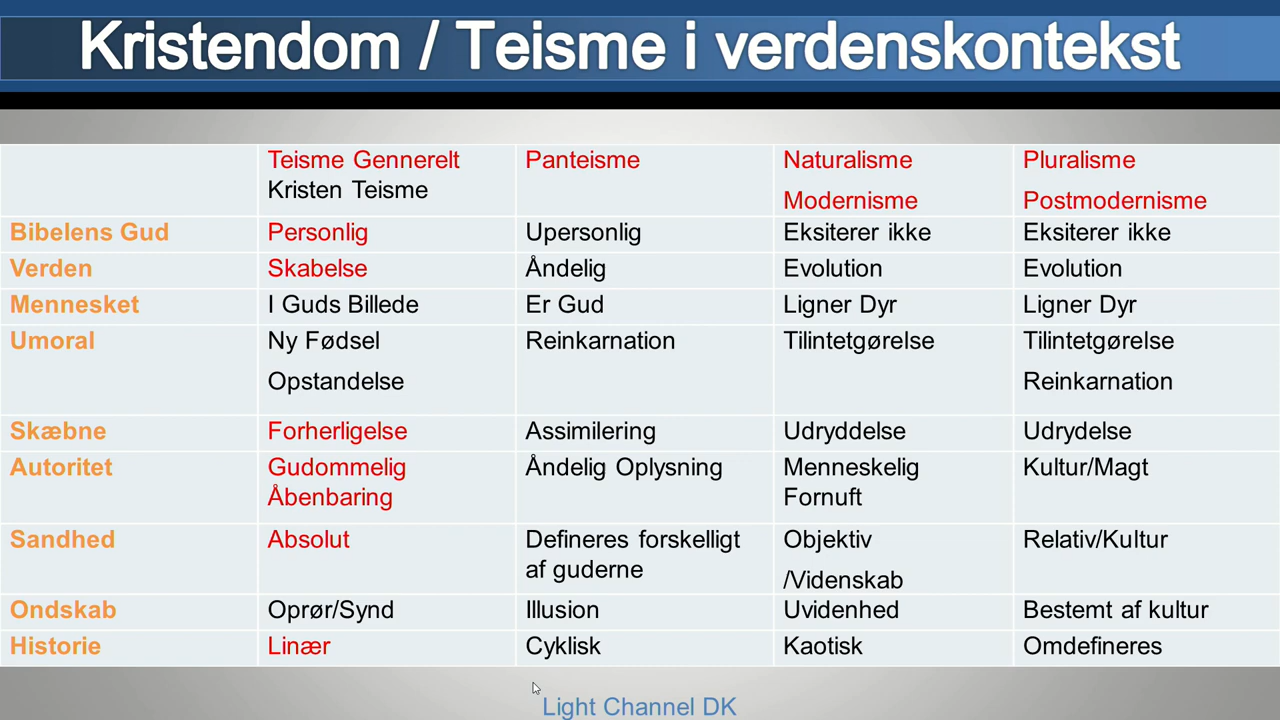 Kristendom / Teisme i verdenskontekst
Teisme Gennerelt
Kristen Teisme
Panteisme
Naturalisme
Modernisme
Pluralisme
Postmodernisme
Bibelens Gud
Personlig
Upersonlig
Eksiterer ikke
Eksiterer ikke
Verden
Skabelse
Åndelig
Evolution
Evolution
Mennesket
I Guds Billede
Er Gud
Ligner Dyr
Ligner Dyr
Umoral
Ny Fødsel
Opstandelse
Reinkarnation
Tilintetgørelse
Tilintetgørelse
Reinkarnation
Skæbne
Forherligelse
Assimilering
Udryddelse
Udrydelse
Autoritet
Gudommelig
Åbenbaring
Åndelig Oplysning
Menneskelig
Fornuft
Kultur/Magt
Sandhed
Absolut
Defineres forskelligt
af guderne
Objektiv
/Videnskab
Relativ/Kultur
Ondskab
Oprør/Synd
Illusion
Uvidenhed
Bestemt af kultur
Historie
Linær
Cyklisk
Kaotisk
Omdefineres
Light Channel DK